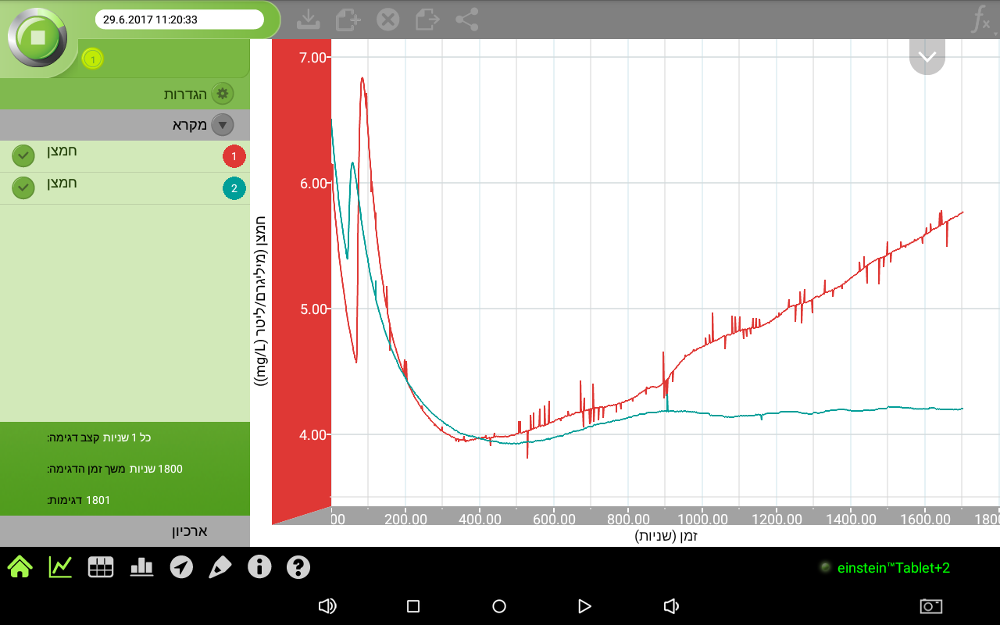 29.6.2017 11:20:33
1
הגדרות
מקרא
חמצן 1
חמצן 2
קצב דגימה: כל 1 שניות
משך זמן הדגימה: 1800 שניות
דגימות: 1801
ארכיון
fx
חמצן (מיליגרם/ליטר (mg/L))
7.00
6.00
5.00
4.00
00 200.00 400.00 600.00 800.00 1000.00 1200.00 1400.00 1600.00 1800
זמן (שניות)
einstein™Tablet+2